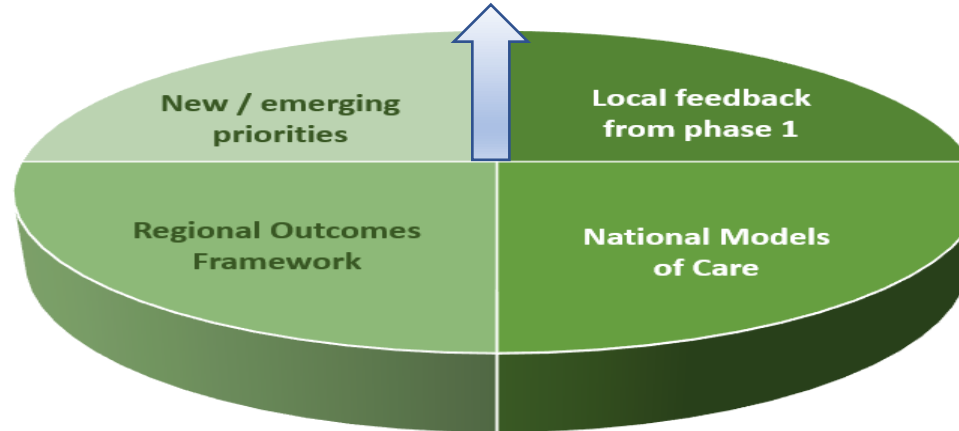 New / emerging
priorities
Local feedback
from phase 1
Regional Outcomes
Framework
National Models
of Care